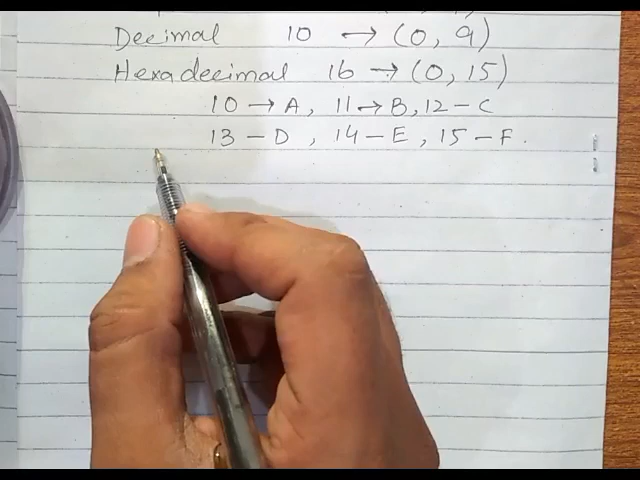 Decimal 10 → (0, 9)
Hexadecimal 16 → (0, 15)
10 → A, 11 → B, 12 - C
13 - D, 14 - E, 15 - F.